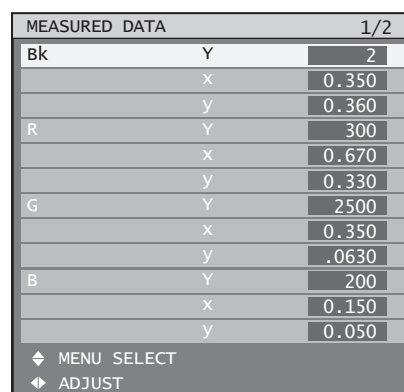 MEASURED DATA 1/2
Bk Y 2
x 0.350
y 0.360
R Y 300
x 0.670
y 0.330
G Y 2500
x 0.350
y .0630
B Y 200
x 0.150
y 0.050
MENU SELECT
ADJUST